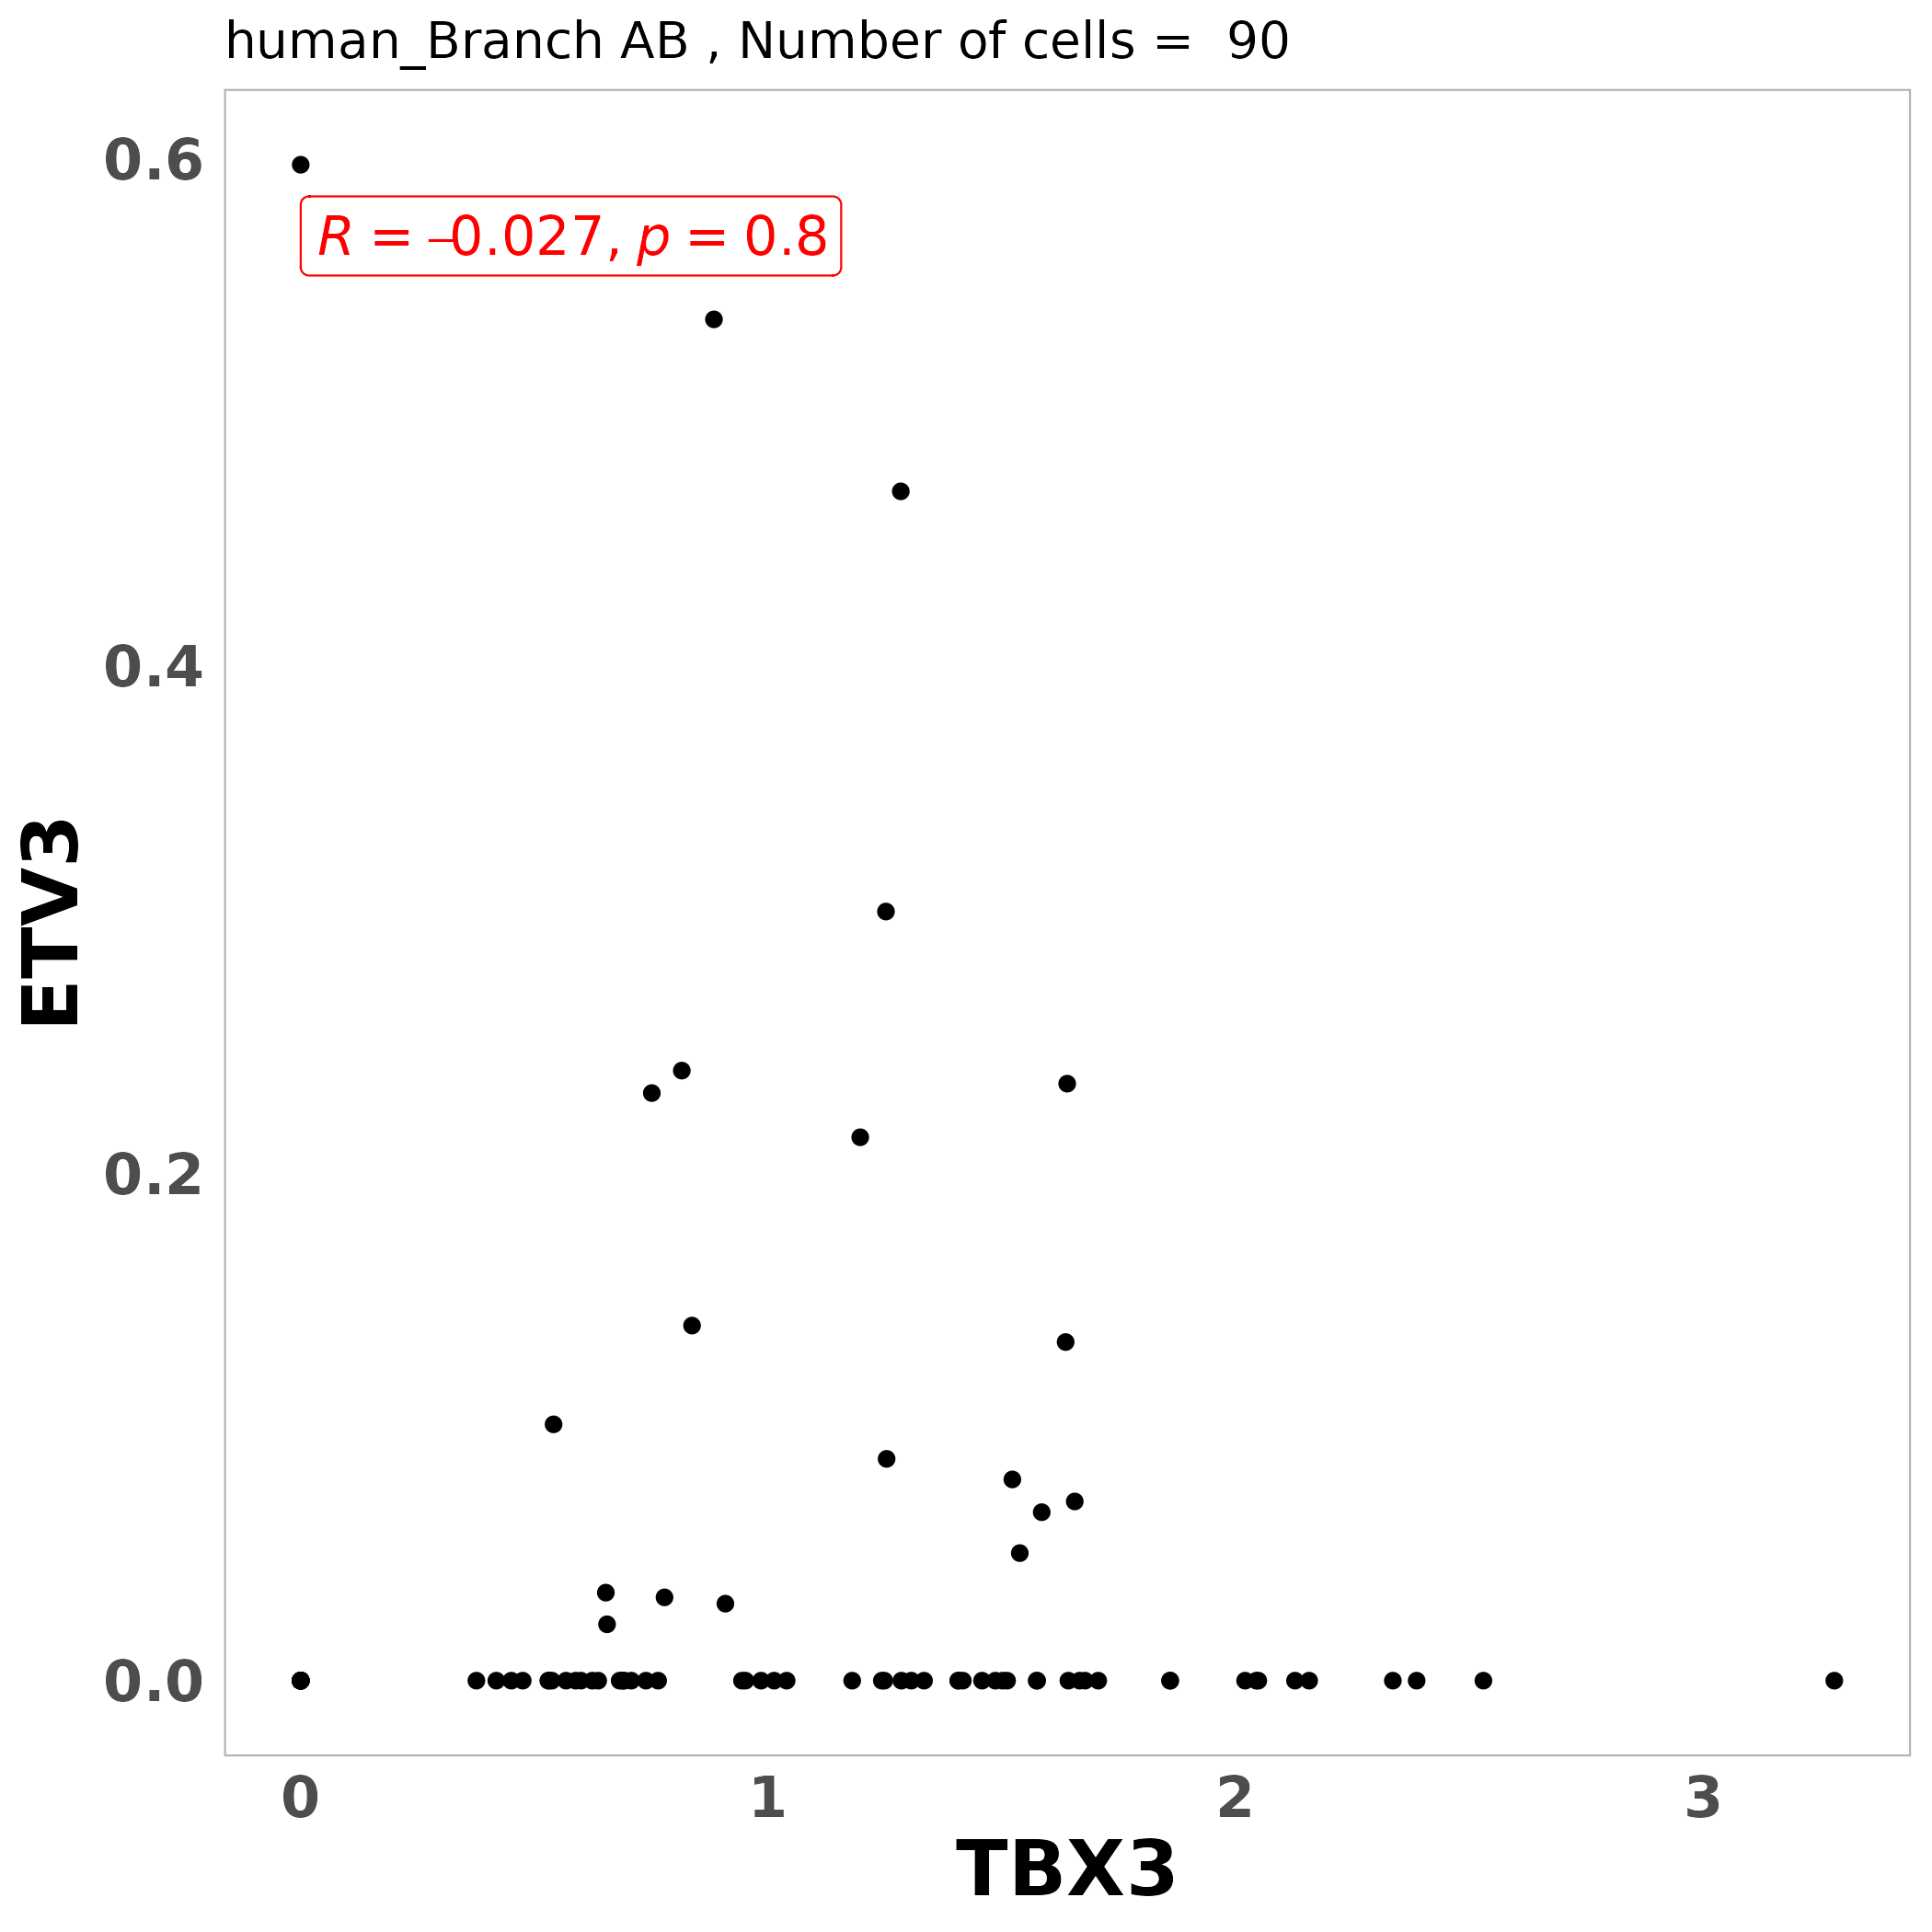 human_Branch AB , Number of cells =  90
0.6
R = –0.027, p = 0.8
0.4
ETV3
0.2
0.0
0 1 2 3
TBX3